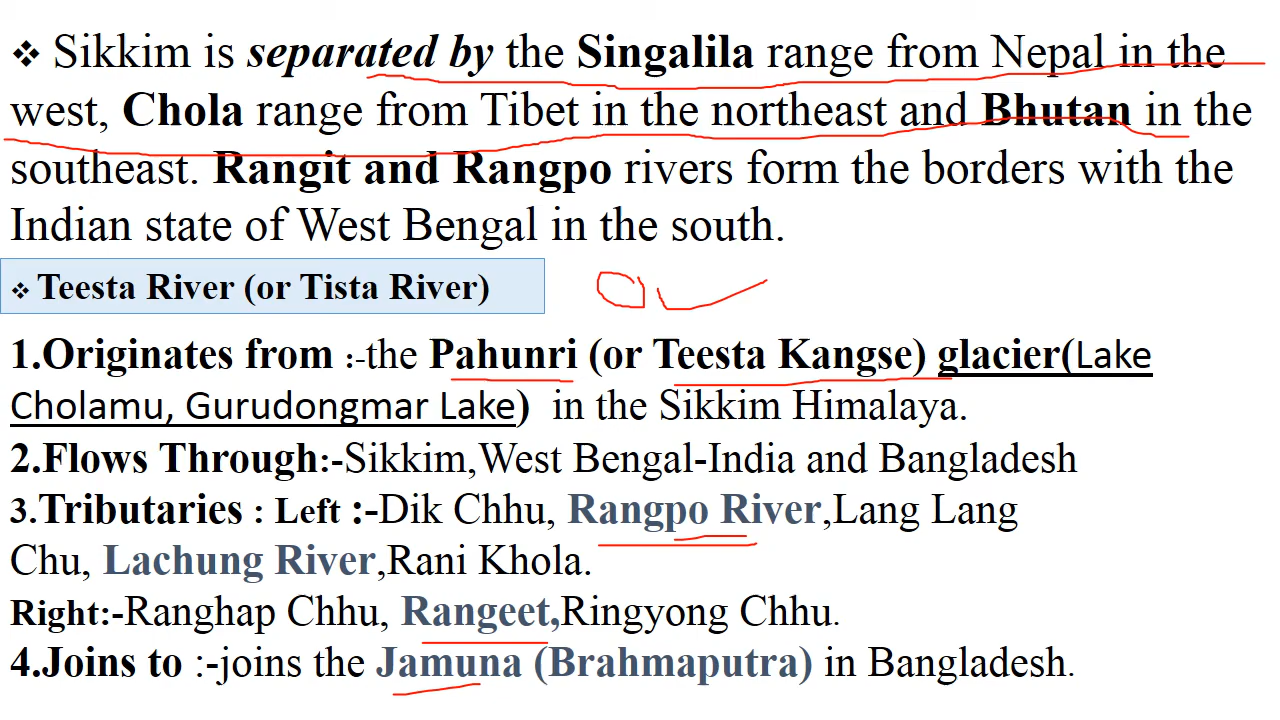 ❖ Sikkim is separated by the Singalila range from Nepal in the
west, Chola range from Tibet in the northeast and Bhutan in the
southeast. Rangit and Rangpo rivers form the borders with the
Indian state of West Bengal in the south.
❖ Teesta River (or Tista River)
1.Originates from :-the Pahunri (or Teesta Kangse) glacier(Lake
Cholamu, Gurudongmar Lake) in the Sikkim Himalaya.
2.Flows Through:-Sikkim,West Bengal-India and Bangladesh
3.Tributaries : Left :-Dik Chhu, Rangpo River,Lang Lang
Chu, Lachung River,Rani Khola.
Right:-Ranghap Chhu, Rangeet,Ringyong Chhu.
4.Joins to :-joins the Jamuna (Brahmaputra) in Bangladesh.